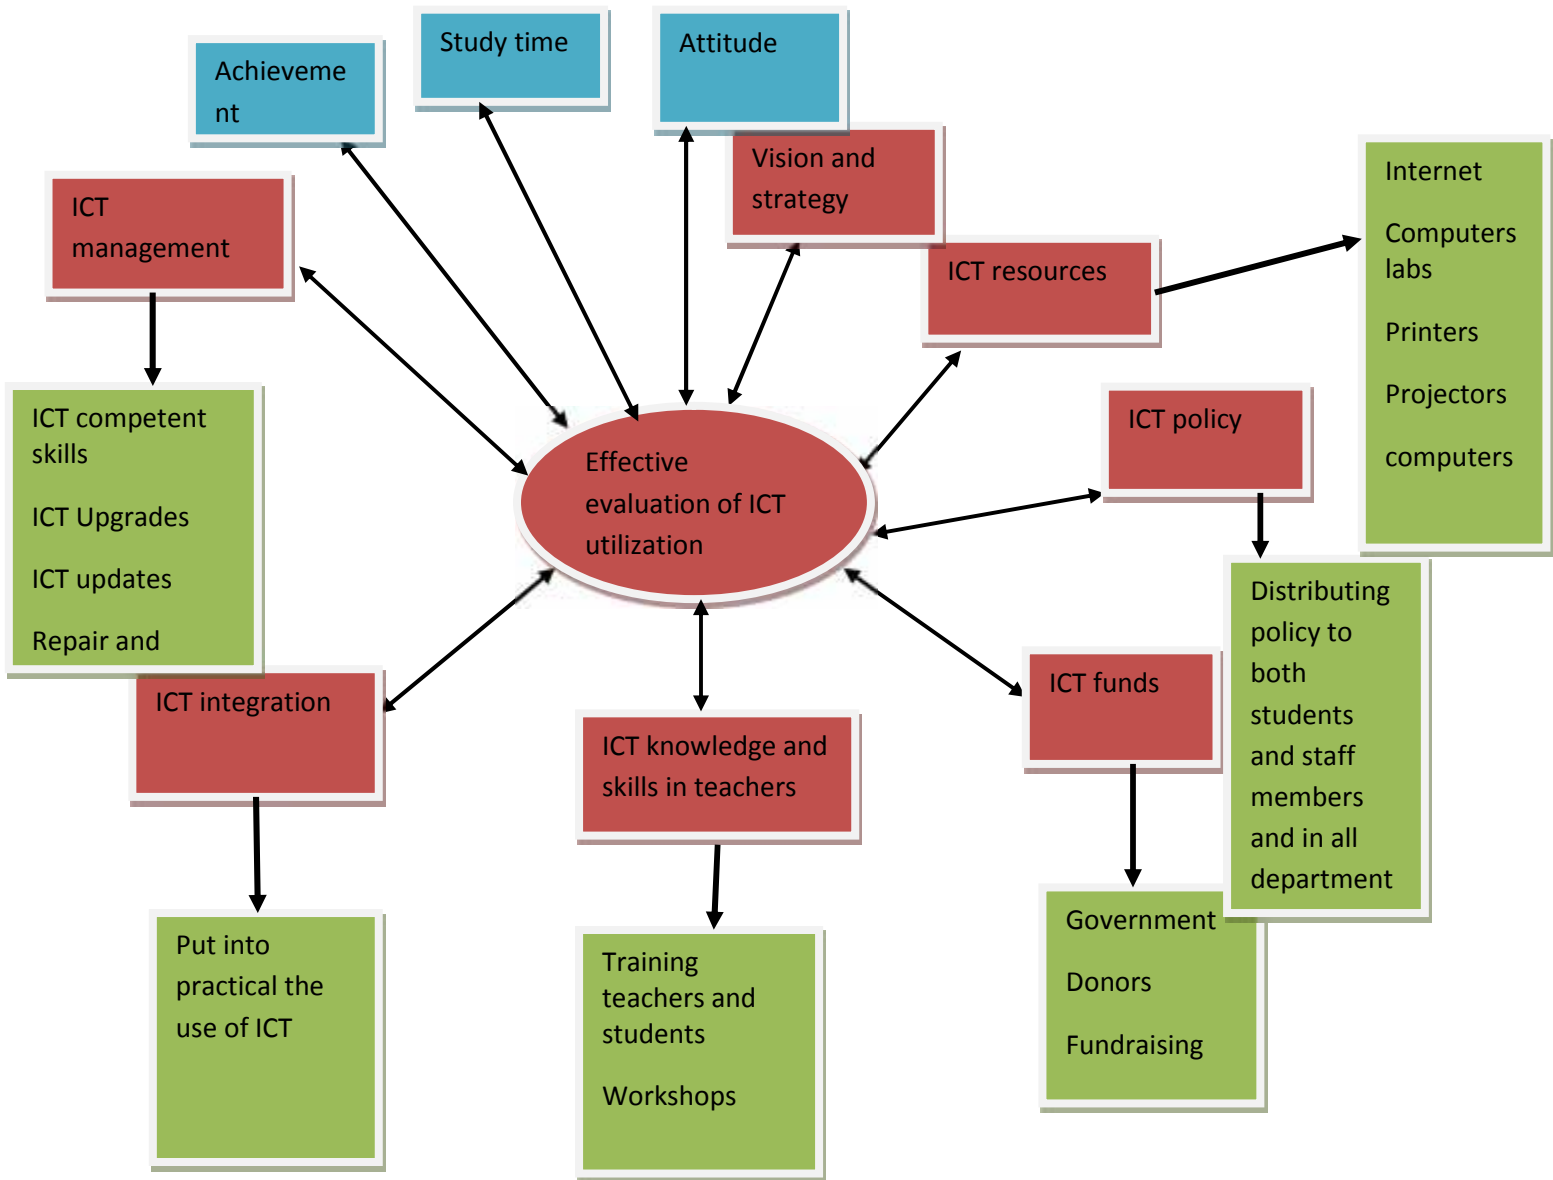 Achieveme
nt
Study time
Attitude
Vision and
strategy
ICT
management
ICT resources
Internet
Computers
labs
Printers
Projectors
computers
ICT competent
skills
ICT Upgrades
ICT updates
Repair and
ICT policy
Effective
evaluation of ICT
utilization
Distributing
policy to
both
students
and staff
members
and in all
department
ICT integration
ICT knowledge and
skills in teachers
ICT funds
Put into
practical the
use of ICT
Training
teachers and
students
Workshops
Government
Donors
Fundraising